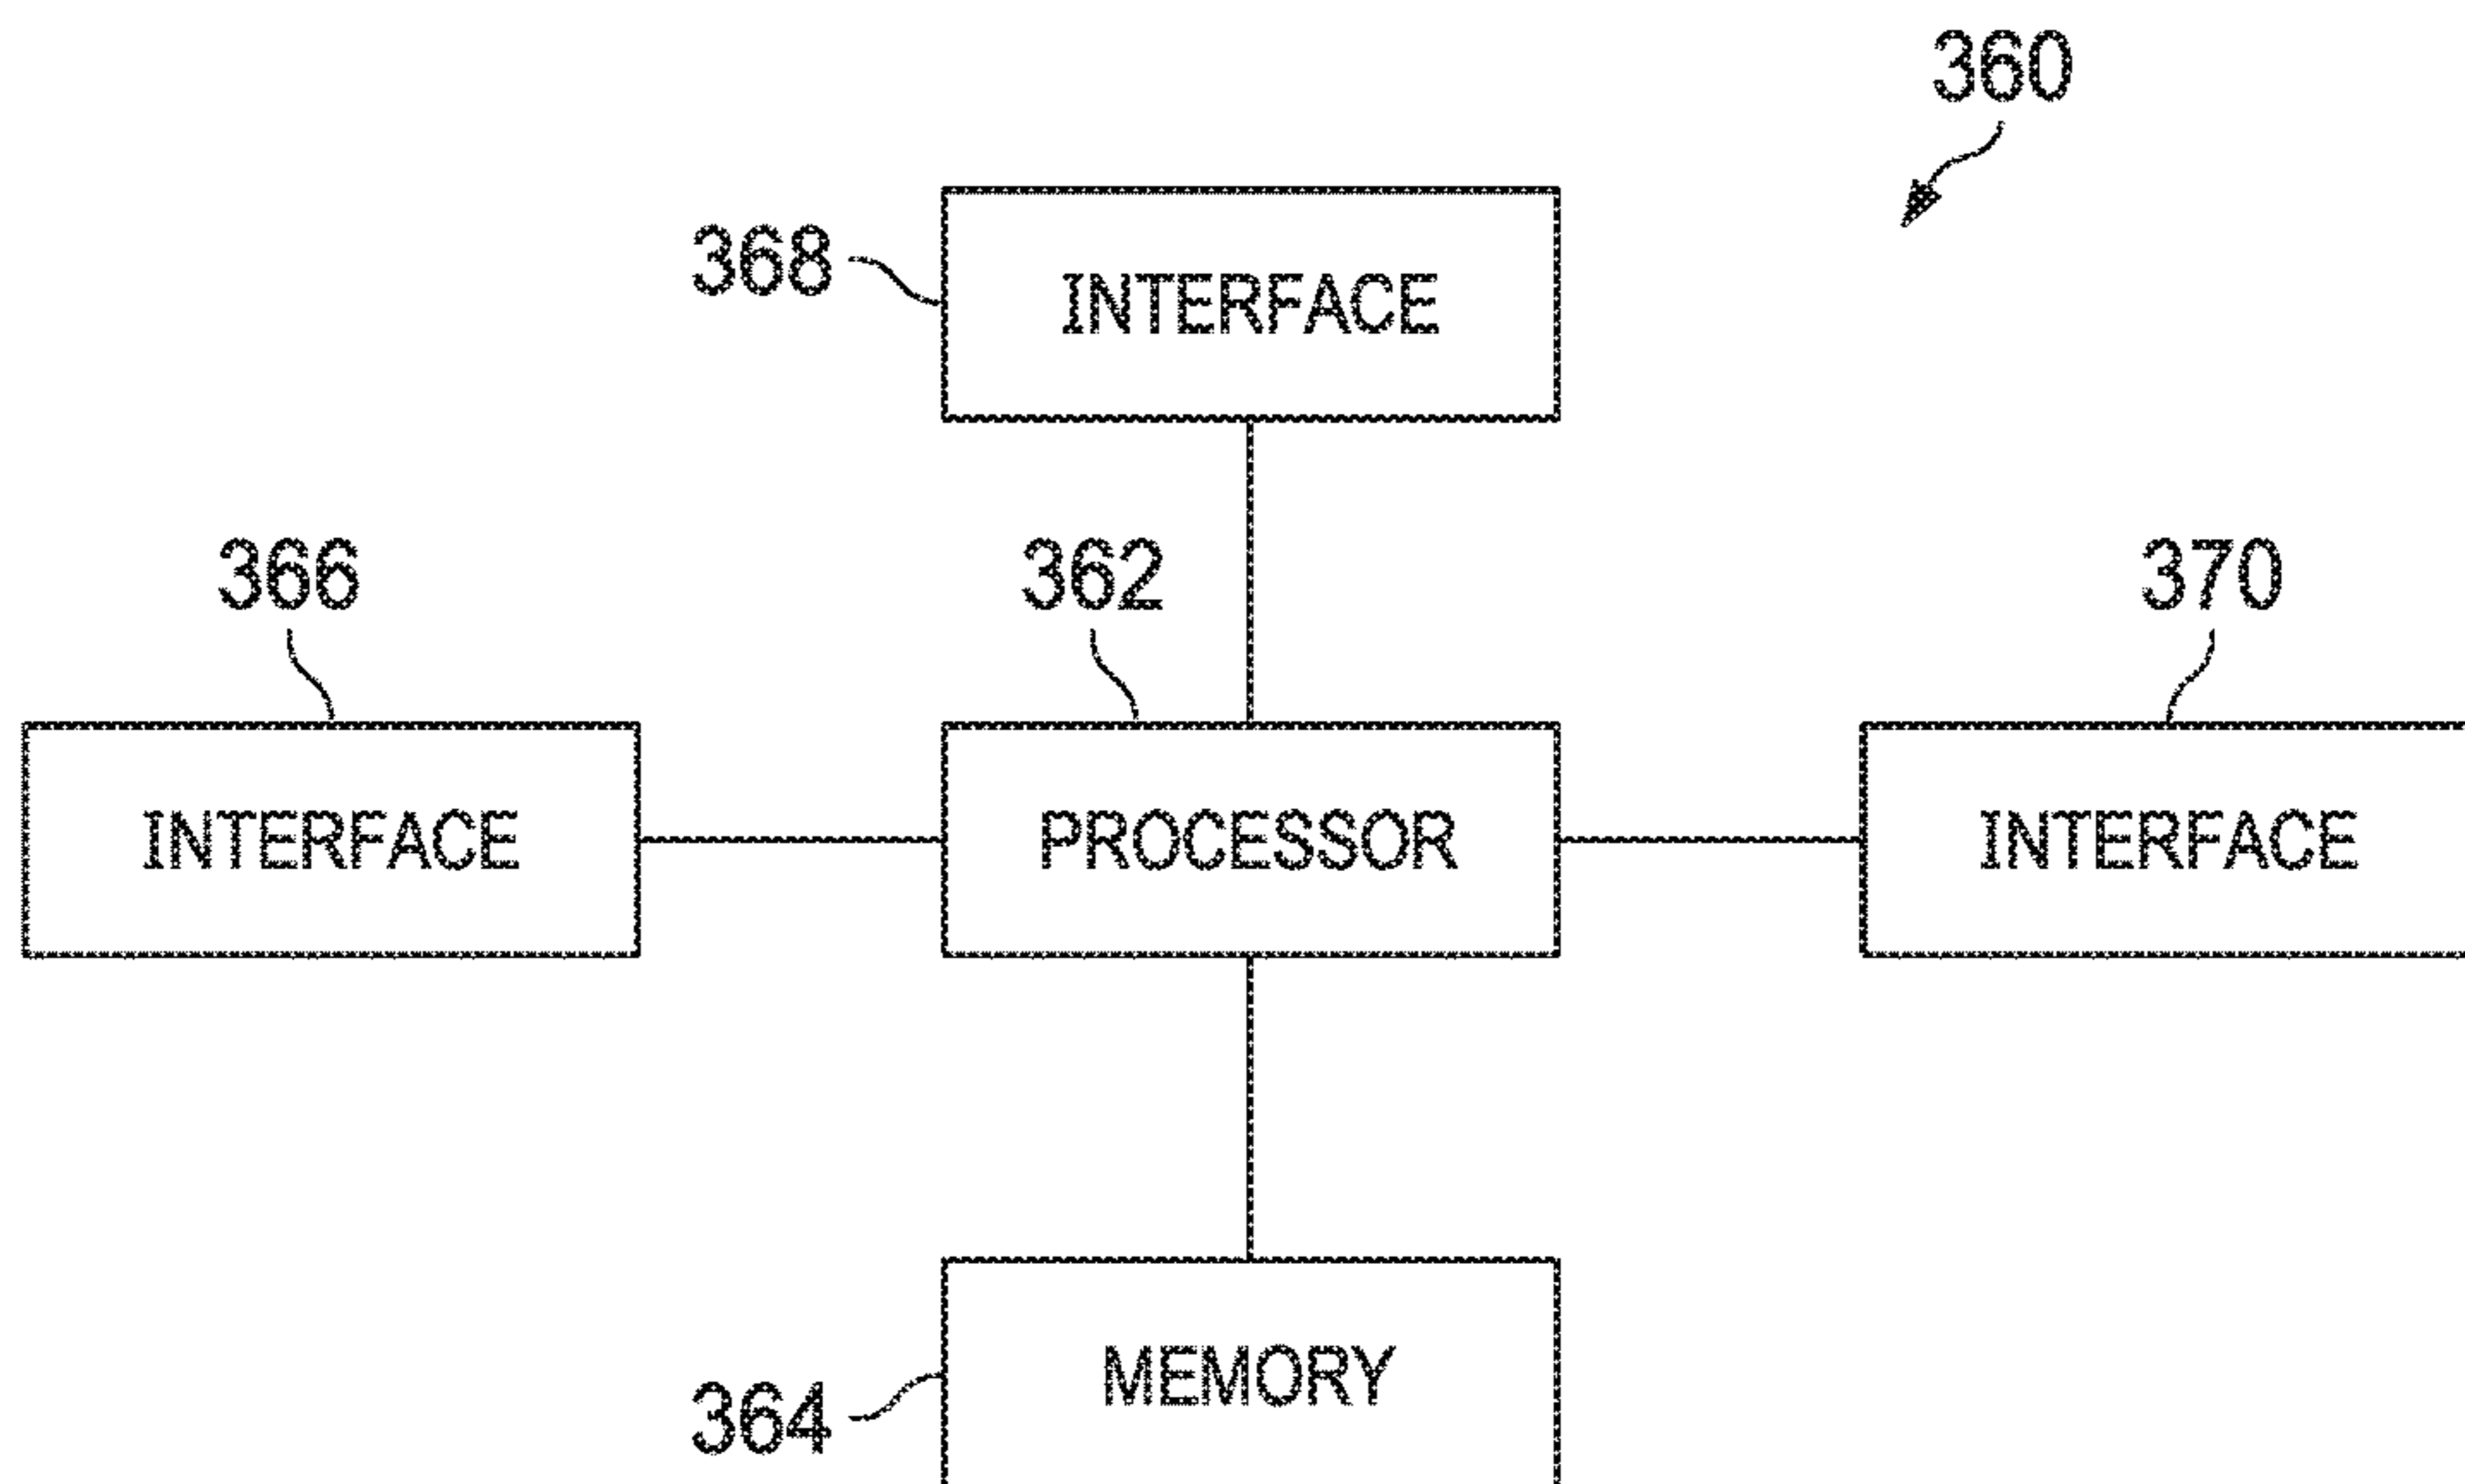 360
368
INTERFACE
366
362
370
INTERFACE
PROCESSOR
INTERFACE
MEMORY
364